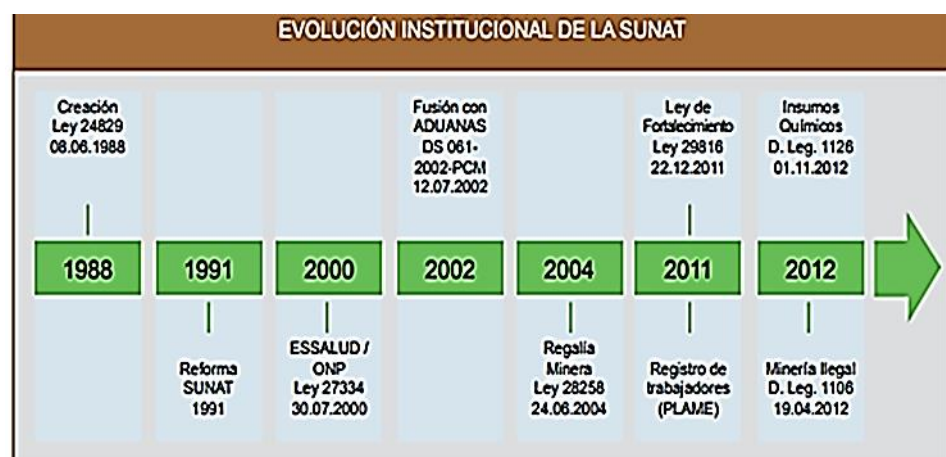 EVOLUCIÓN INSTITUCIONAL DE LA SUNAT
Creación
Ley 24829
08.06.1988
Fusión con
ADUANAS
DS 061-
2002-PCM
12.07.2002
Ley de
Fortalecimiento
Ley 29816
22.12.2011
Insumos
Químicos
D. Leg. 1126
01.11.2012
1988
1991
2000
2002
2004
2011
2012
Reforma
SUNAT
1991
ESSALUD /
ONP
Ley 27334
30.07.2000
Regalía
Minera
Ley 28258
24.06.2004
Registro de
trabajadores
(PLAME)
Minería Ilegal
D. Leg. 1106
19.04.2012